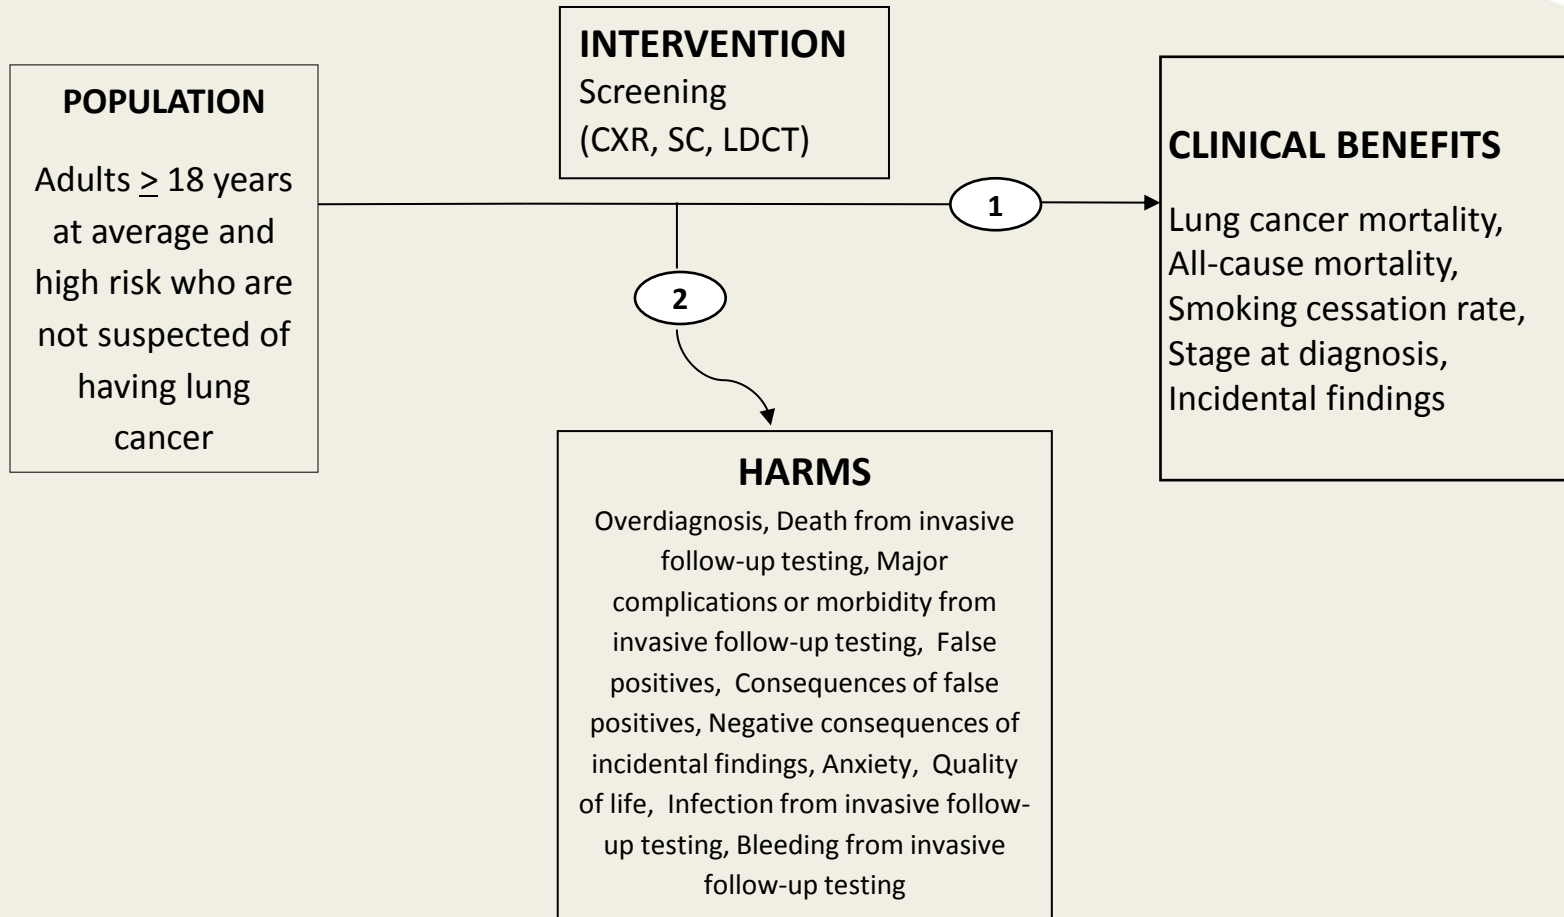 POPULATION
Adults ≥ 18 years
at average and
high risk who are
not suspected of
having lung
cancer
INTERVENTION
Screening
(CXR, SC, LDCT)
1
2
CLINICAL BENEFITS
Lung cancer mortality,
All-cause mortality,
Smoking cessation rate,
Stage at diagnosis,
Incidental findings
HARMS
Overdiagnosis, Death from invasive
follow-up testing, Major
complications or morbidity from
invasive follow-up testing, False
positives, Consequences of false
positives, Negative consequences of
incidental findings, Anxiety, Quality
of life, Infection from invasive follow-
up testing, Bleeding from invasive
follow-up testing